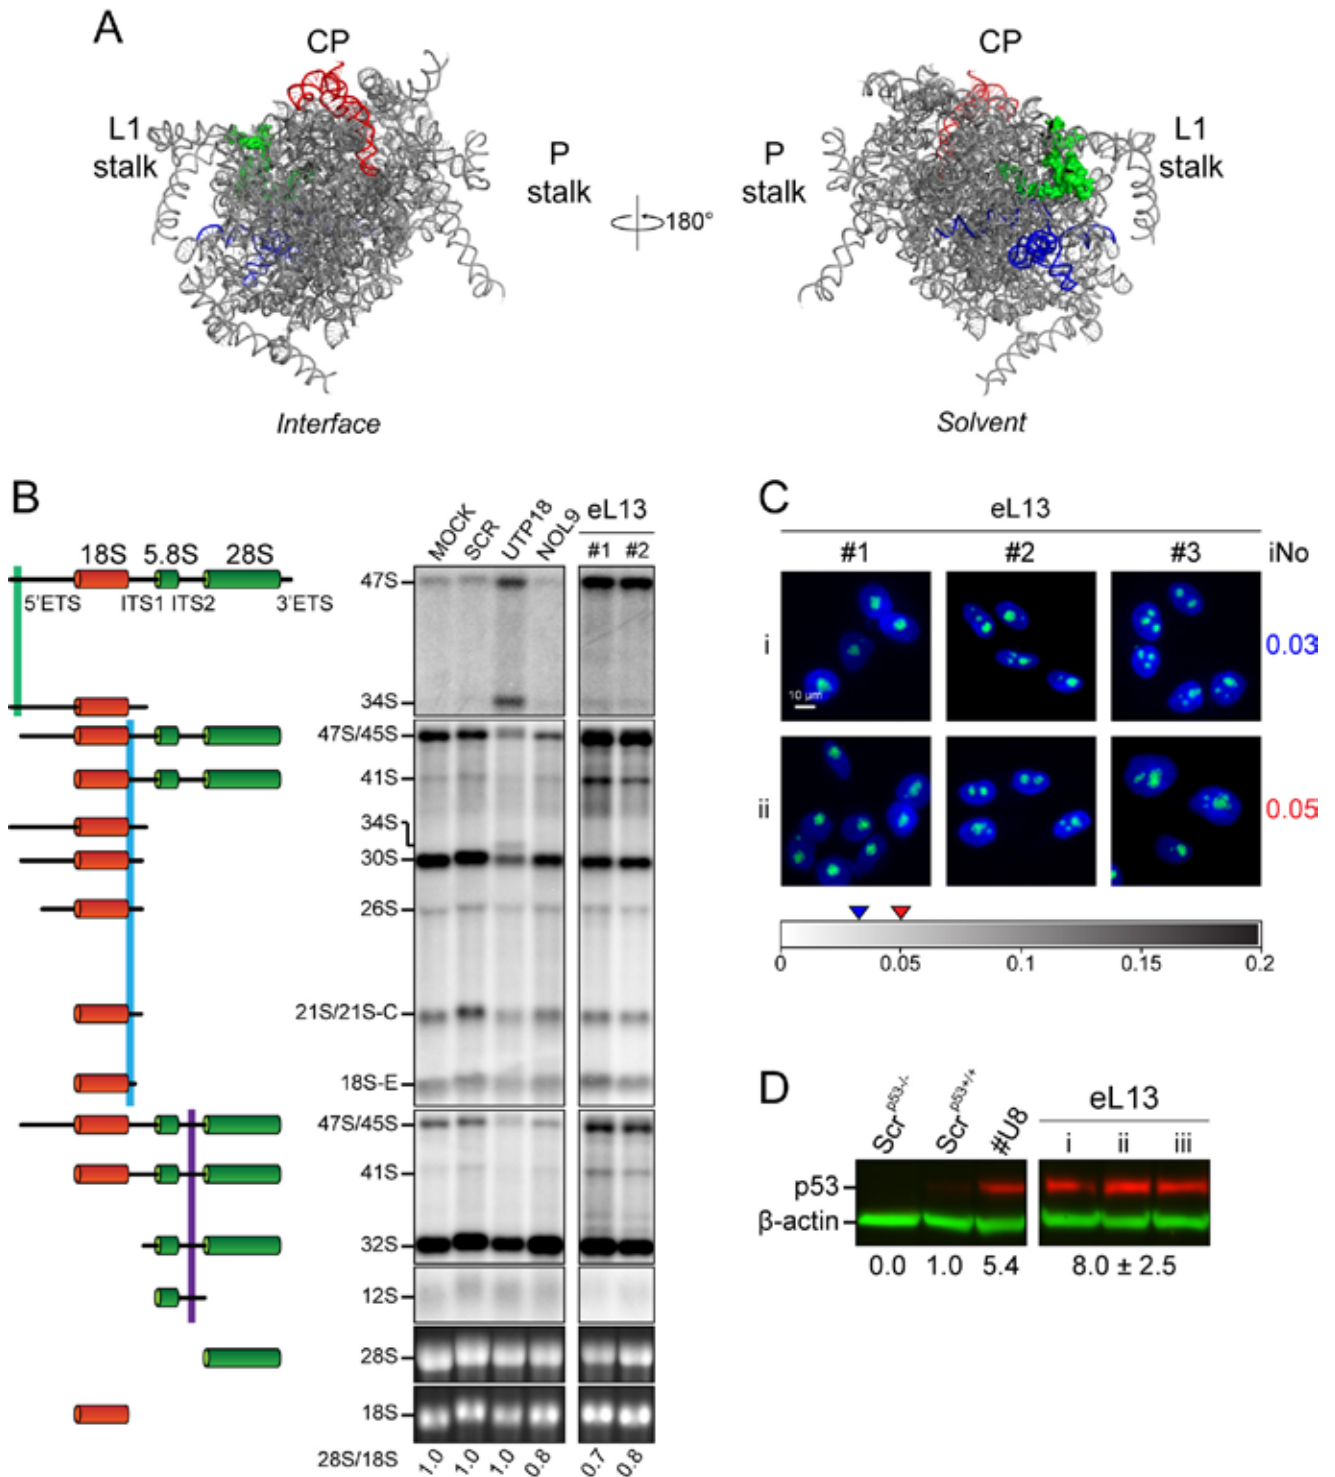 A
CP
CP
L1
stalk
P
stalk
180°
P
stalk
L1
stalk
Interface
Solvent
B
18S 5.8S 28S
5'ETS ITS1 ITS2 3'ETS
MOCK SCR UTP18 NOL9
eL13
#1 #2
47S
34S
47S/45S
41S
34S
30S
26S
21S/21S-C
18S-E
47S/45S
41S
32S
12S
28S
18S
28S/18S 1.0 1.0 1.0 0.8 0.7 0.8
C
eL13
#1 #2 #3 iNo
i 0.03
10 µm
ii 0.05
0 0.05 0.1 0.15 0.2
D
Scr p53-/- Scr p53+/+ #U8
eL13
i ii iii
p53
β-actin
0.0 1.0 5.4 8.0 ± 2.5